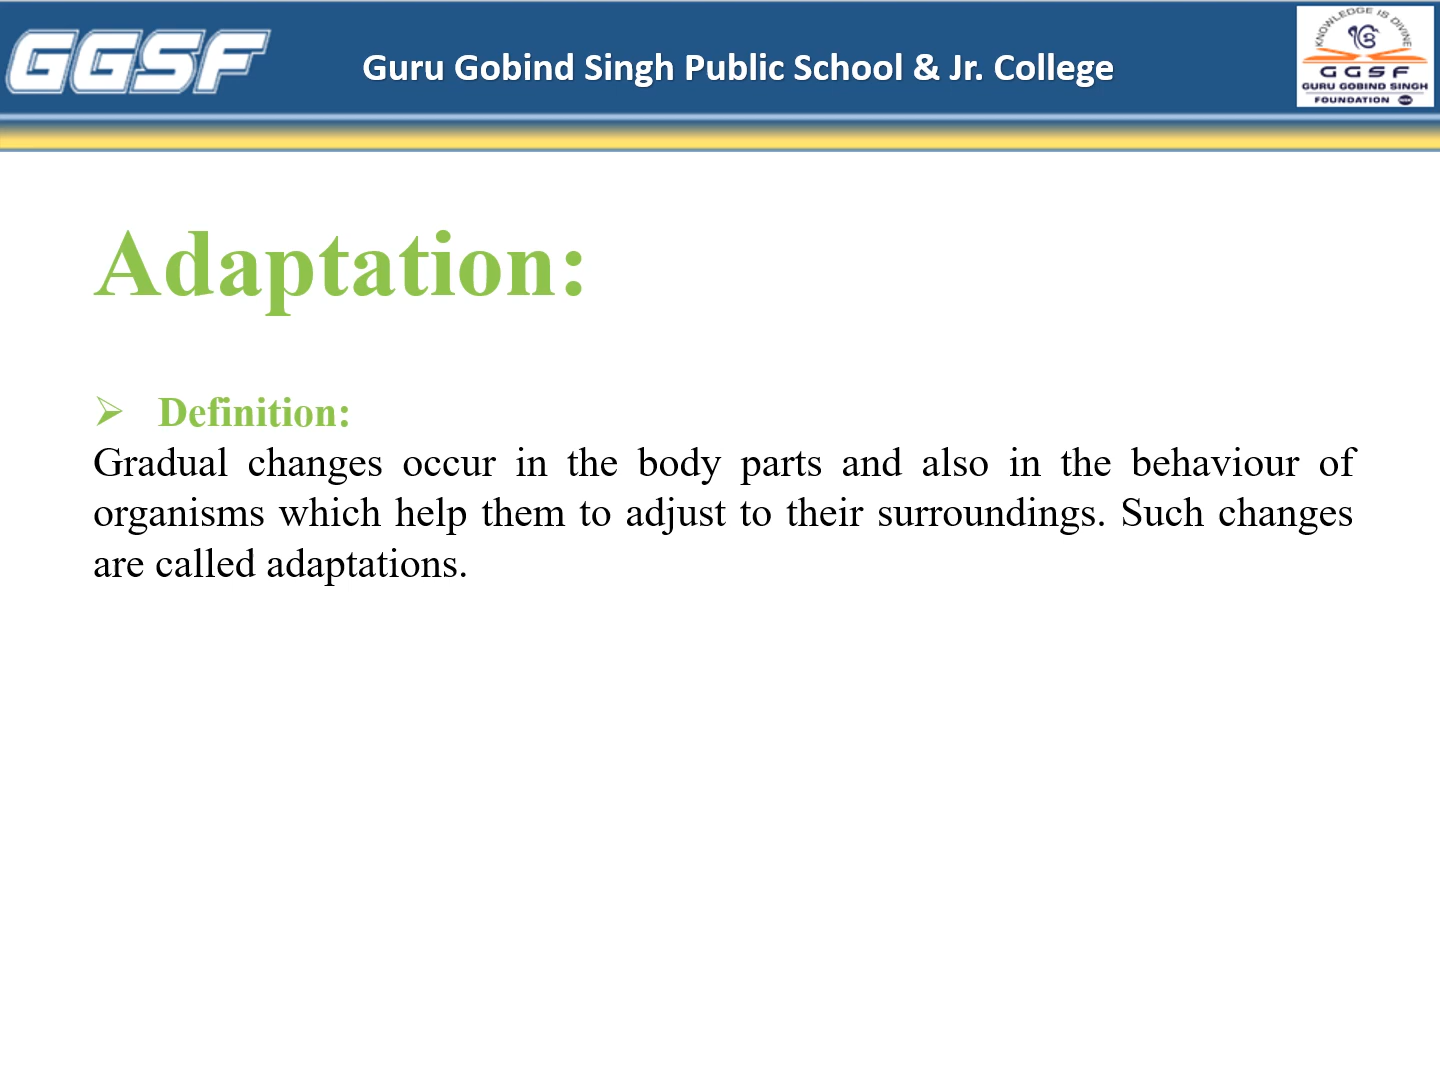 GGSF
Guru Gobind Singh Public School & Jr. College
KNOWLEDGE IS DIVINE
ੴ
GGSF
GURU GOBIND SINGH
FOUNDATION
Adaptation:
➢ Definition:
Gradual changes occur in the body parts and also in the behaviour of
organisms which help them to adjust to their surroundings. Such changes
are called adaptations.